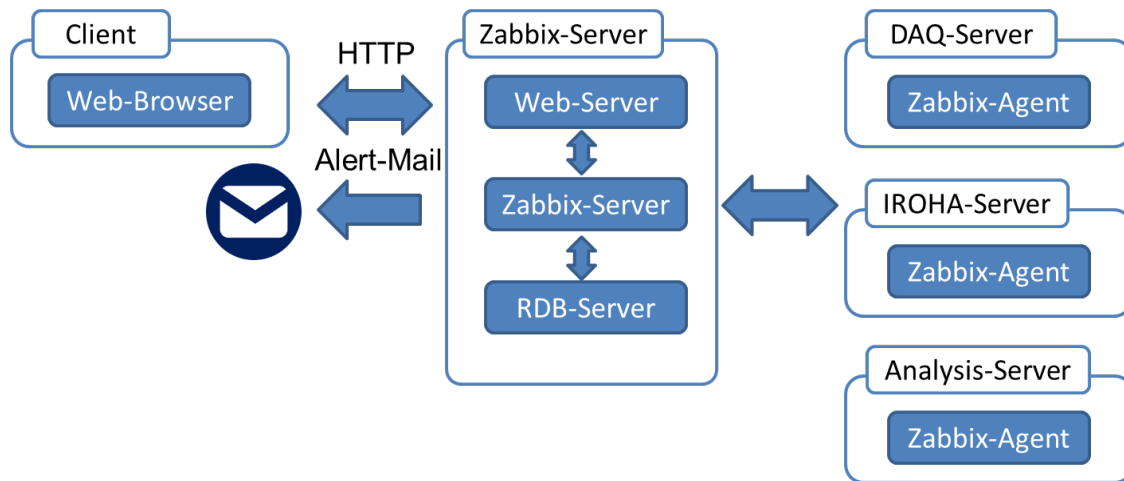 Client
Web-Browser
HTTP
Alert-Mail
Zabbix-Server
Web-Server
Zabbix-Server
RDB-Server
DAQ-Server
Zabbix-Agent
IROHA-Server
Zabbix-Agent
Analysis-Server
Zabbix-Agent